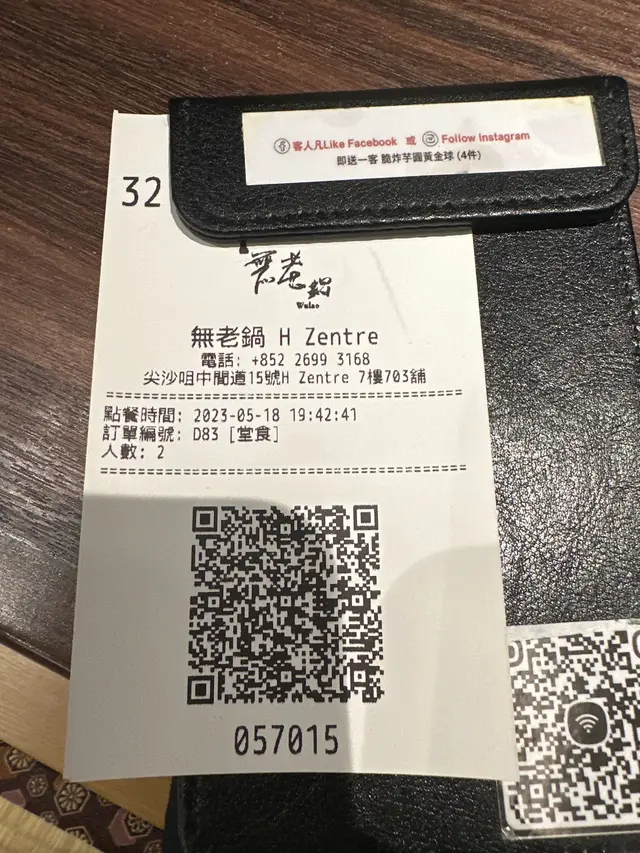 客人凡Like Facebook 或 Follow Instagram
即送一客 脆炸芋圓黃金球 (4件)
32
無老鍋
Wulao
無老鍋 H Zentre
電話: +852 2699 3168
尖沙咀中間道15號H Zentre 7樓703舖
點餐時間: 2023-05-18 19:42:41
訂單編號: D83 [堂食]
人數: 2
057015